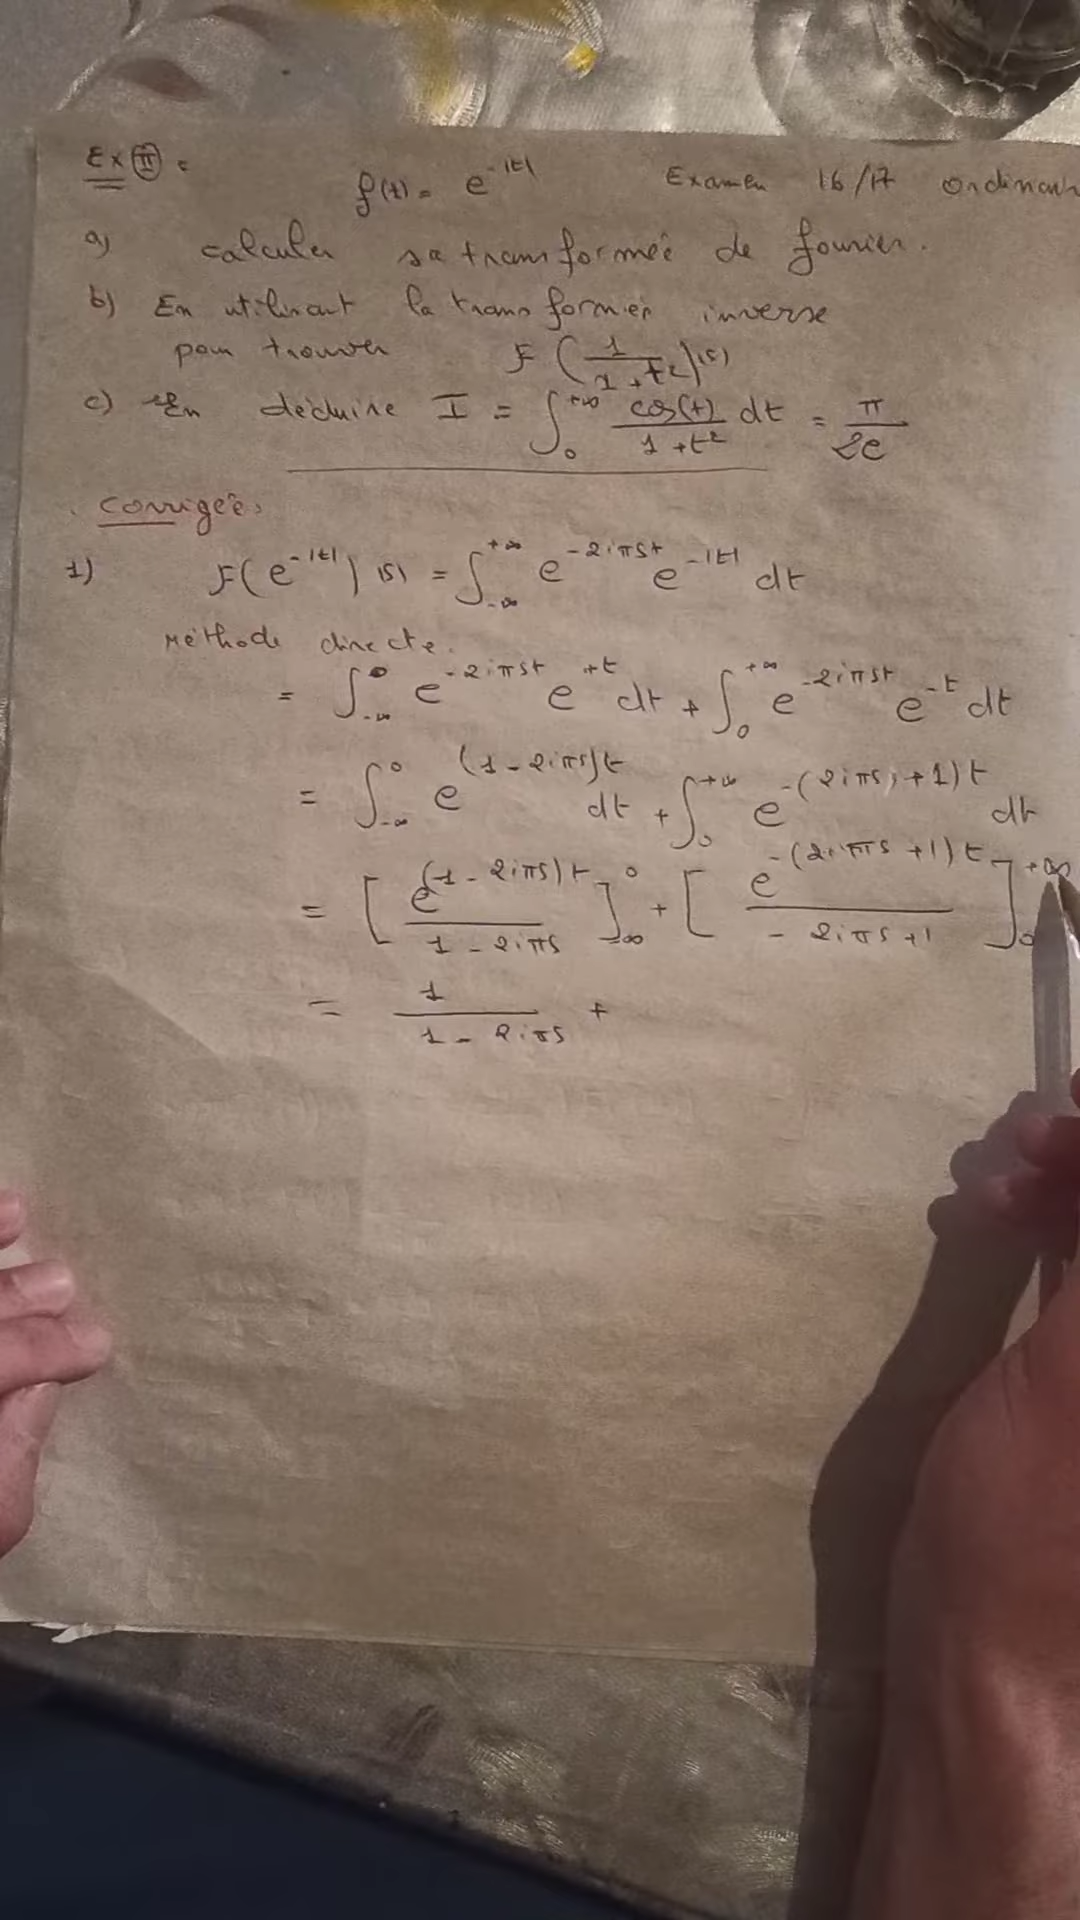 Ex II :
f(t) = e^{-|t|} Examen 16/17 ordinair
a) calculer sa transformée de fourier.
b) En utilisant la transformer inverse
pour trouver F(1/(1+t²))(s)
c) En déduire I = ∫_0^{+∞} cos(t)/(1+t²) dt = π/2e
Corrigée:
1) F(e^{-|t|})(s) = ∫_{-∞}^{+∞} e^{-2iπst} e^{-|t|} dt
Méthode directe.
= ∫_{-∞}^0 e^{-2iπst} e^{+t} dt + ∫_0^{+∞} e^{-2iπst} e^{-t} dt
= ∫_{-∞}^0 e^{(1-2iπs)t} dt + ∫_0^{+∞} e^{-(2iπs+1)t} dt
= [e^{(1-2iπs)t}/(1-2iπs)]_{-∞}^0 + [e^{-(2iπs+1)t}/(-2iπs+1)]_0^{+∞}
= 1/(1-2iπs) +